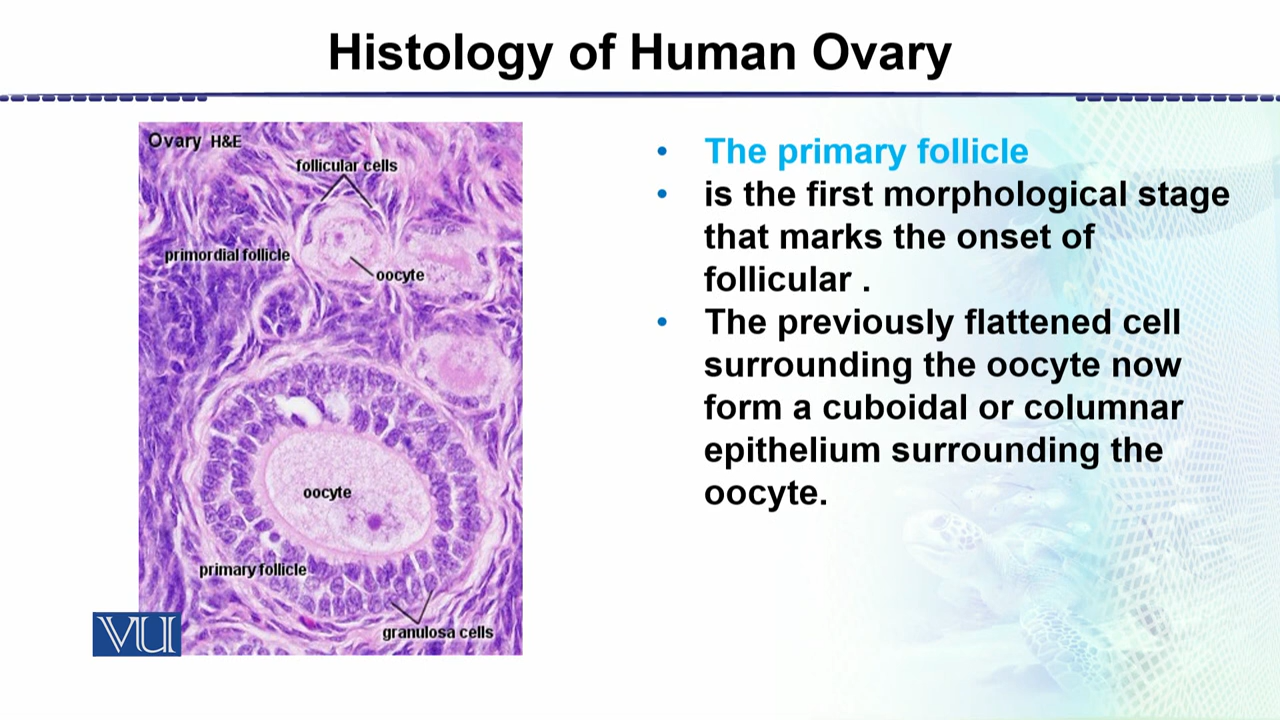 Histology of Human Ovary
Ovary H&E
follicular cells
primordial follicle
oocyte
oocyte
primary follicle
granulosa cells
VU
• The primary follicle
• is the first morphological stage
that marks the onset of
follicular .
• The previously flattened cell
surrounding the oocyte now
form a cuboidal or columnar
epithelium surrounding the
oocyte.